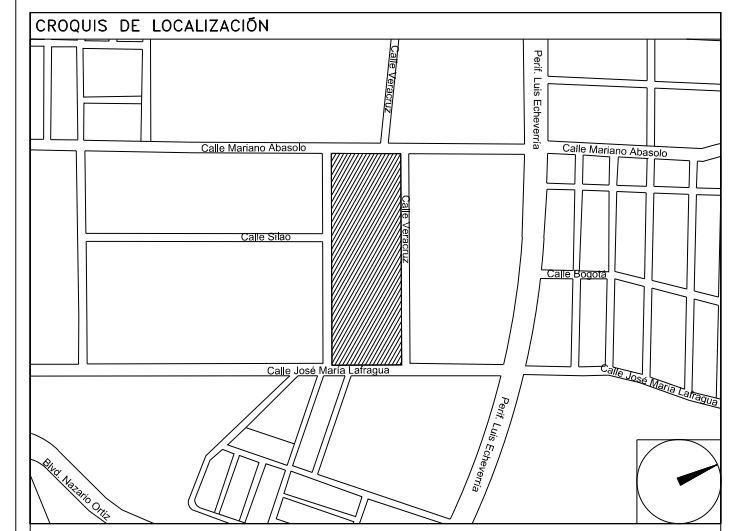 CROQUIS DE LOCALIZACIÓN
Calle Veracruz
Perif. Luis Echeverría
Calle Mariano Abasolo
Calle Mariano Abasolo
Calle Veracruz
Calle Silao
Calle Bogotá
Calle José María Lafragua
Calle José María Lafragua
Perif. Luis Echeverría
Blvd. Nazario Ortiz